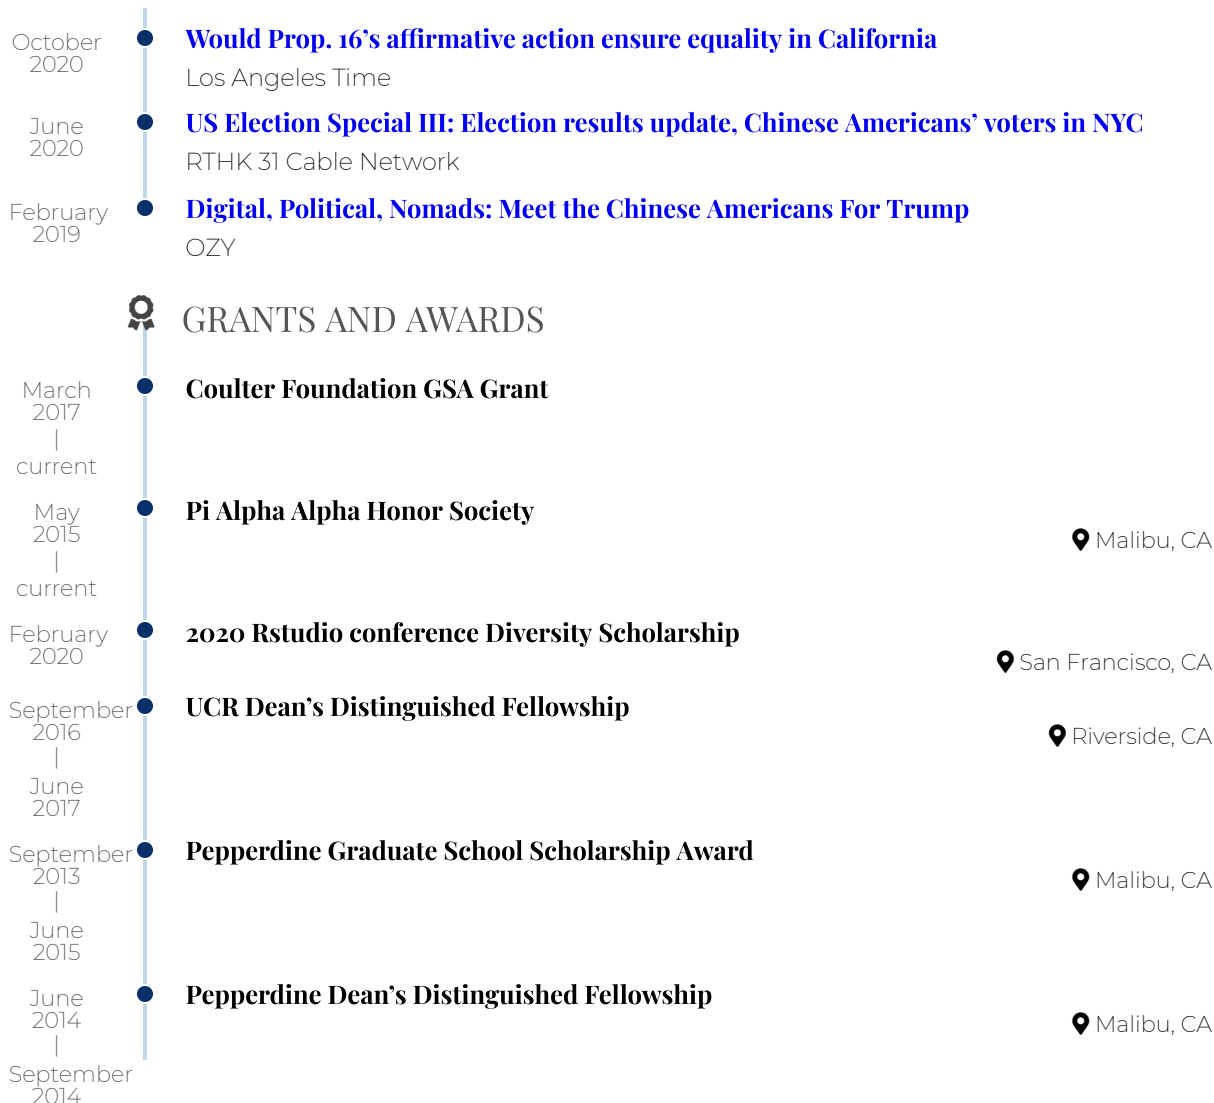 October
2020
Would Prop. 16’s affirmative action ensure equality in California
Los Angeles Time
June
2020
US Election Special III: Election results update, Chinese Americans’ voters in NYC
RTHK 31 Cable Network
February
2019
Digital, Political, Nomads: Meet the Chinese Americans For Trump
OZY
GRANTS AND AWARDS
March
2017
|
current
Coulter Foundation GSA Grant
May
2015
|
current
Pi Alpha Alpha Honor Society
Malibu, CA
February
2020
2020 Rstudio conference Diversity Scholarship
San Francisco, CA
September
2016
|
June
2017
UCR Dean’s Distinguished Fellowship
Riverside, CA
September
2013
|
June
2015
Pepperdine Graduate School Scholarship Award
Malibu, CA
June
2014
|
September
2014
Pepperdine Dean’s Distinguished Fellowship
Malibu, CA